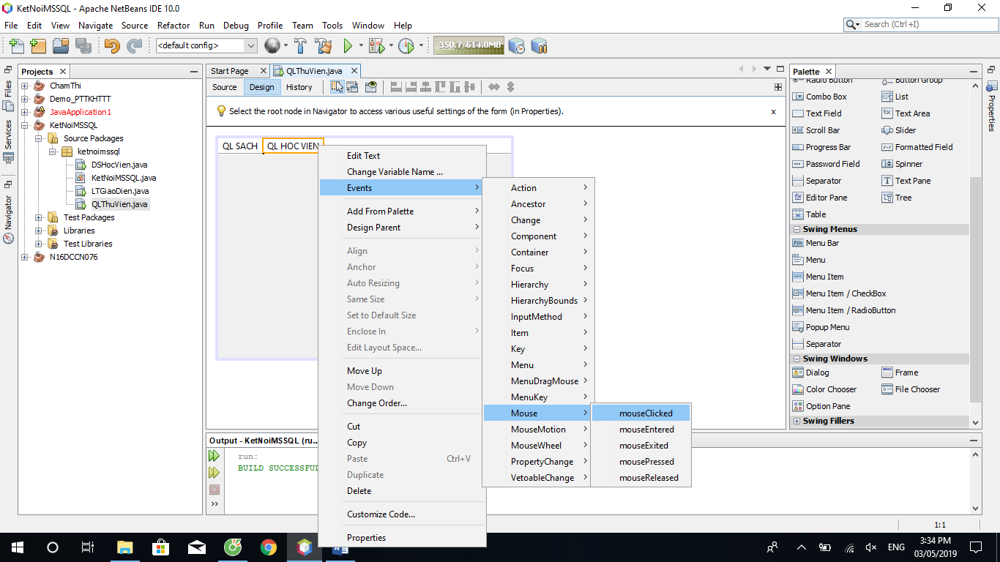 KetNoiMSSQL - Apache NetBeans IDE 10.0
File Edit View Navigate Source Refactor Run Debug Profile Team Tools Window Help
Search (Ctrl +I)
<default config>
350.7/614.0MB
Files
Services
Navigator
Projects
ChamThi
Demo_PTTKHTTT
JavaApplication1
KetNoiMSSQL
Source Packages
ketnoimssql
DSHocVien.java
KetNoiMSSQL.java
LTGiaoDien.java
QLThuVien.java
Test Packages
Libraries
Test Libraries
N16DCCN076
Start Page
QLThuVien.java
Source Design History
Select the root node in Navigator to access various useful settings of the form (in Properties).
x
QL SACH
QL HOC VIEN
Edit Text
Change Variable Name ...
Events
Add From Palette
Design Parent
Align
Anchor
Auto Resizing
Same Size
Set to Default Size
Enclose In
Edit Layout Space...
Move Up
Move Down
Change Order...
Cut
Copy
Paste Ctrl+V
Duplicate
Delete
Customize Code...
Properties
Action
Ancestor
Change
Component
Container
Focus
Hierarchy
HierarchyBounds
InputMethod
Item
Key
Menu
MenuDragMouse
MenuKey
Mouse
MouseMotion
MouseWheel
PropertyChange
VetoableChange
mouseClicked
mouseEntered
mouseExited
mousePressed
mouseReleased
Output - KetNoiMSSQL (ru...
run:
BUILD SUCCESSFUL
Palette
Radio Button Button Group
Combo Box List
Text Field Text Area
Scroll Bar Slider
Progress Bar Formatted Field
Password Field Spinner
Separator Text Pane
Editor Pane Tree
Table
Swing Menus
Menu Bar
Menu
Menu Item
Menu Item / CheckBox
Menu Item / RadioButton
Popup Menu
Separator
Swing Windows
Dialog Frame
Color Chooser File Chooser
Option Pane
Swing Fillers
Properties
1:1
ENG
3:34 PM
03/05/2019